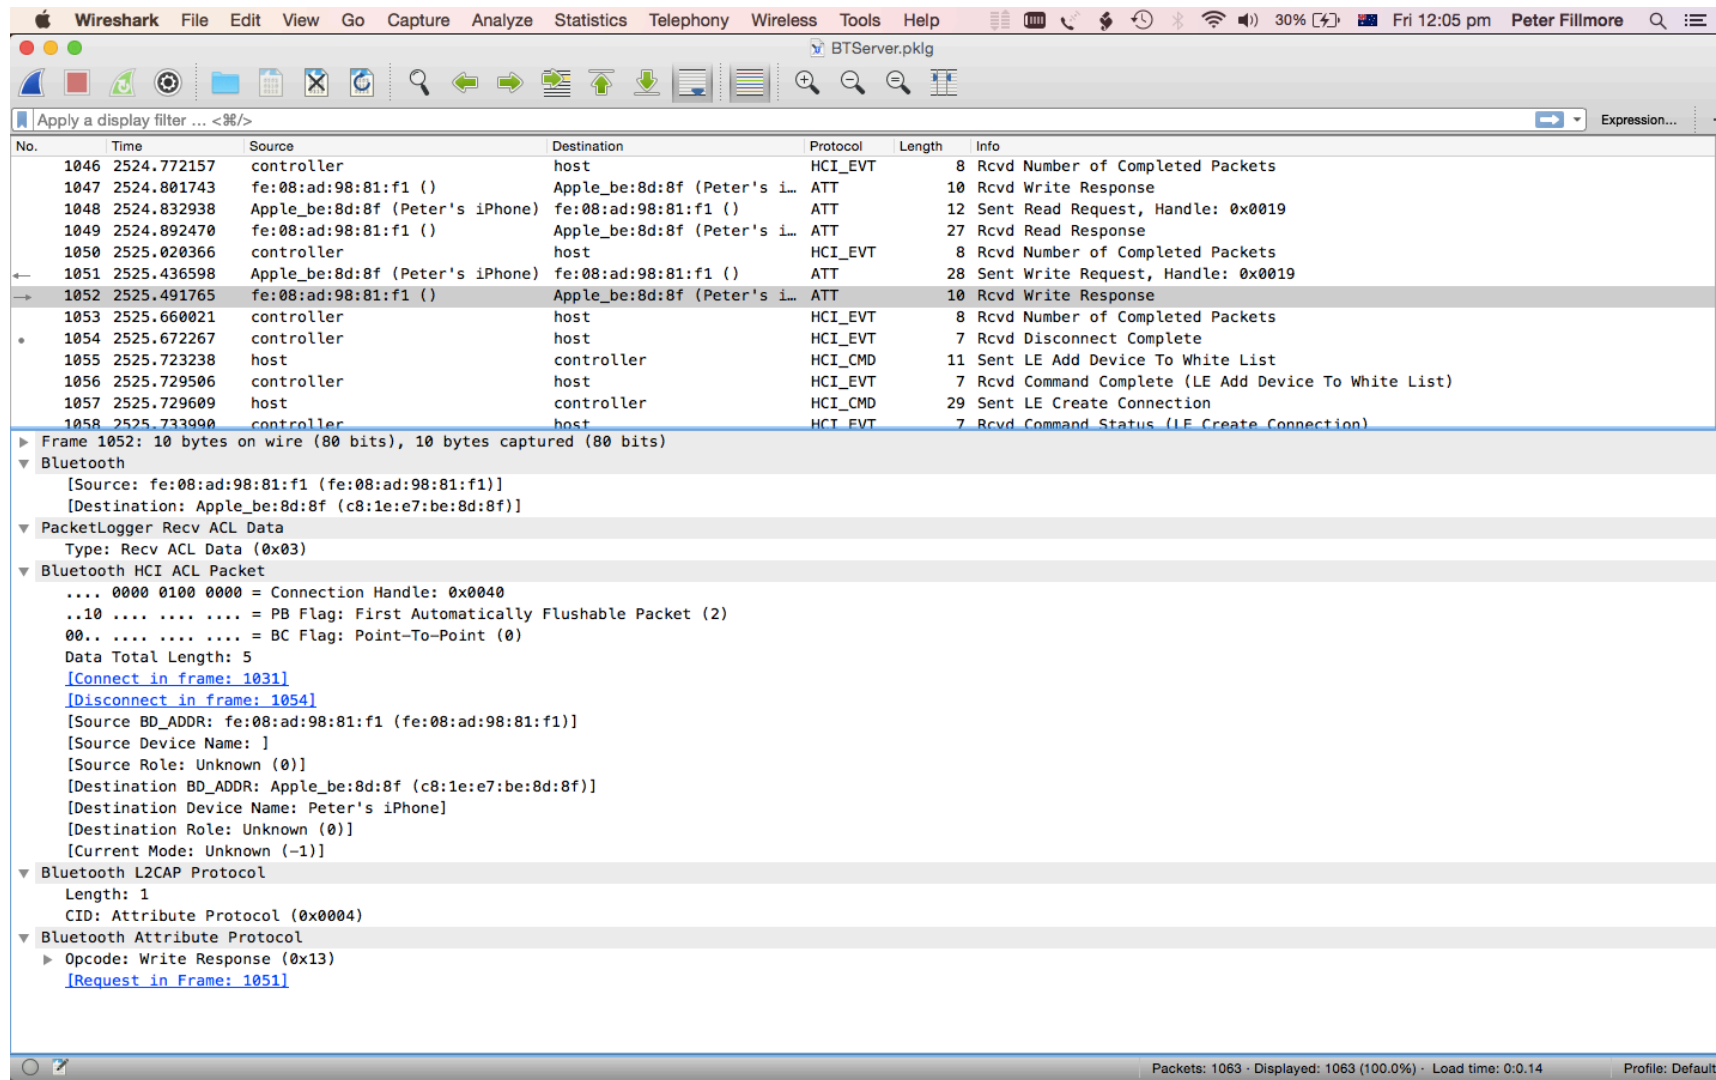 Wireshark File Edit View Go Capture Analyze Statistics Telephony Wireless Tools Help 30% Fri 12:05 pm Peter Fillmore
BTServer.pklg
Apply a display filter ... <⌘/> Expression...
No. Time Source Destination Protocol Length Info
1046 2524.772157 controller host HCI_EVT 8 Rcvd Number of Completed Packets
1047 2524.801743 fe:08:ad:98:81:f1 () Apple_be:8d:8f (Peter's i… ATT 10 Rcvd Write Response
1048 2524.832938 Apple_be:8d:8f (Peter's iPhone) fe:08:ad:98:81:f1 () ATT 12 Sent Read Request, Handle: 0x0019
1049 2524.892470 fe:08:ad:98:81:f1 () Apple_be:8d:8f (Peter's i… ATT 27 Rcvd Read Response
1050 2525.020366 controller host HCI_EVT 8 Rcvd Number of Completed Packets
1051 2525.436598 Apple_be:8d:8f (Peter's iPhone) fe:08:ad:98:81:f1 () ATT 28 Sent Write Request, Handle: 0x0019
1052 2525.491765 fe:08:ad:98:81:f1 () Apple_be:8d:8f (Peter's i… ATT 10 Rcvd Write Response
1053 2525.660021 controller host HCI_EVT 8 Rcvd Number of Completed Packets
1054 2525.672267 controller host HCI_EVT 7 Rcvd Disconnect Complete
1055 2525.723238 host controller HCI_CMD 11 Sent LE Add Device To White List
1056 2525.729506 controller host HCI_EVT 7 Rcvd Command Complete (LE Add Device To White List)
1057 2525.729609 host controller HCI_CMD 29 Sent LE Create Connection
1058 2525.733990 controller host HCI_EVT 7 Rcvd Command Status (LE Create Connection)
Frame 1052: 10 bytes on wire (80 bits), 10 bytes captured (80 bits)
Bluetooth
[Source: fe:08:ad:98:81:f1 (fe:08:ad:98:81:f1)]
[Destination: Apple_be:8d:8f (c8:1e:e7:be:8d:8f)]
PacketLogger Recv ACL Data
Type: Recv ACL Data (0x03)
Bluetooth HCI ACL Packet
.... 0000 0100 0000 = Connection Handle: 0x0040
..10 .... .... .... = PB Flag: First Automatically Flushable Packet (2)
00.. .... .... .... = BC Flag: Point-To-Point (0)
Data Total Length: 5
[Connect in frame: 1031]
[Disconnect in frame: 1054]
[Source BD_ADDR: fe:08:ad:98:81:f1 (fe:08:ad:98:81:f1)]
[Source Device Name: ]
[Source Role: Unknown (0)]
[Destination BD_ADDR: Apple_be:8d:8f (c8:1e:e7:be:8d:8f)]
[Destination Device Name: Peter's iPhone]
[Destination Role: Unknown (0)]
[Current Mode: Unknown (-1)]
Bluetooth L2CAP Protocol
Length: 1
CID: Attribute Protocol (0x0004)
Bluetooth Attribute Protocol
Opcode: Write Response (0x13)
[Request in Frame: 1051]
Packets: 1063 · Displayed: 1063 (100.0%) · Load time: 0:0.14 Profile: Default